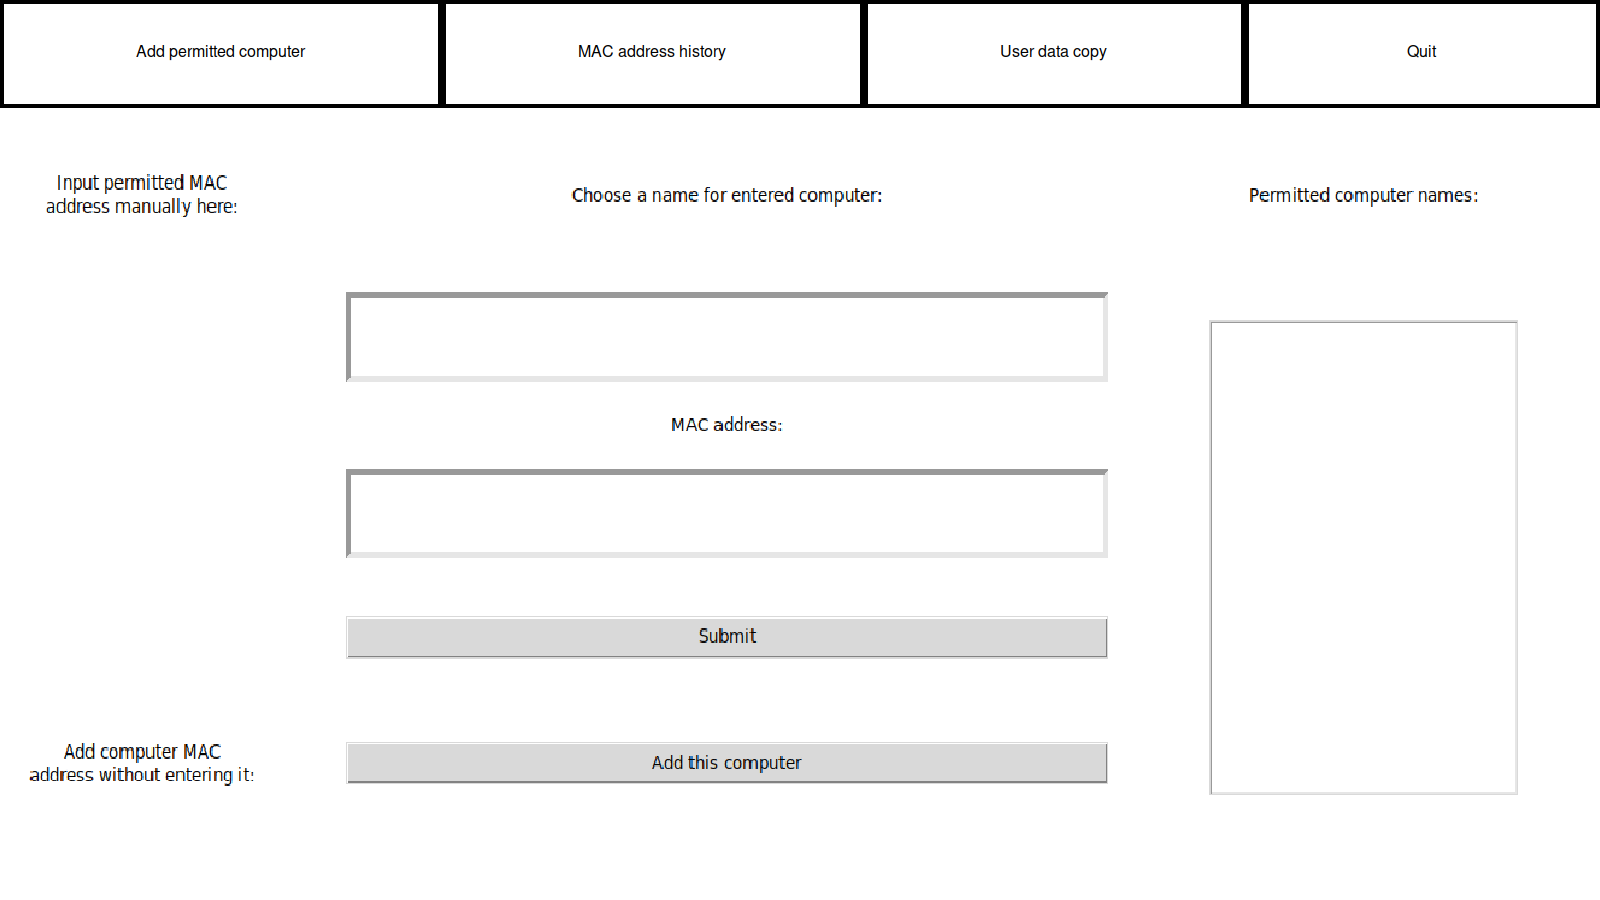 Add permitted computer
MAC address history
User data copy
Quit
Input permitted MAC
address manually here:
Choose a name for entered computer:
Permitted computer names:
MAC address:
Submit
Add computer MAC
address without entering it:
Add this computer